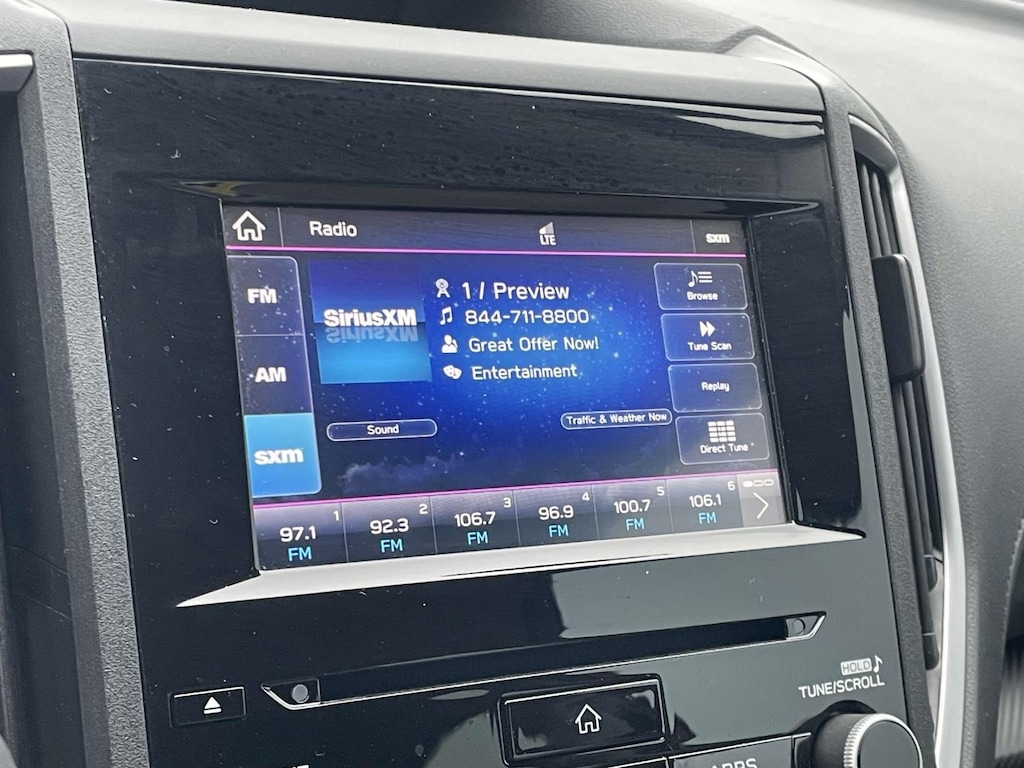 Radio
LTE
sxm
FM
AM
sxm
SiriusXM
1 / Preview
844-711-8800
Great Offer Now!
Entertainment
Sound
Traffic & Weather Now
Browse
Tune Scan
Replay
Direct Tune
97.1 1
FM
92.3 2
FM
106.7 3
FM
96.9 4
FM
100.7 5
FM
106.1 6
FM
HOLD
TUNE/SCROLL
APPS